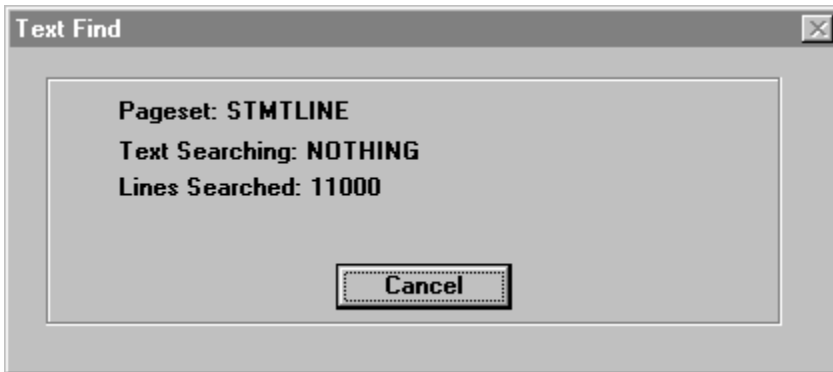 Text Find
Pageset: STMTLINE
Text Searching: NOTHING
Lines Searched: 11000
Cancel